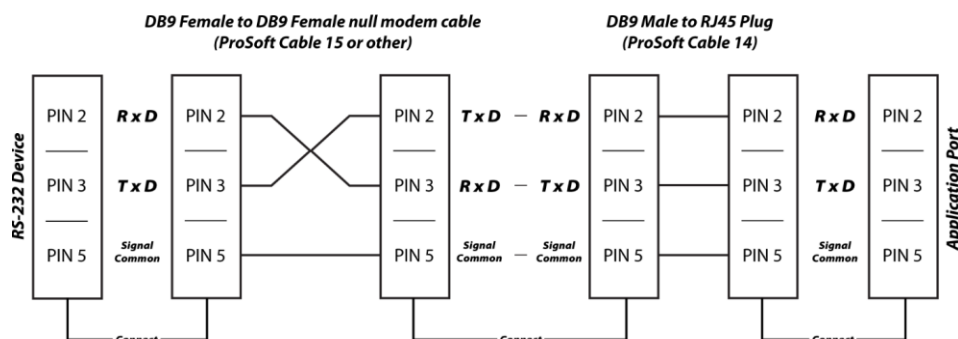 DB9 Female to DB9 Female null modem cable
(ProSoft Cable 15 or other)
DB9 Male to RJ45 Plug
(ProSoft Cable 14)
RS-232 Device
PIN 2 RxD PIN 2 PIN 2 TxD — RxD PIN 2 PIN 2 RxD PIN 2
PIN 3 TxD PIN 3 PIN 3 RxD — TxD PIN 3 PIN 3 TxD PIN 3
PIN 5 Signal Common PIN 5 PIN 5 Signal Common — Signal Common PIN 5 PIN 5 Signal Common PIN 5
Application Port